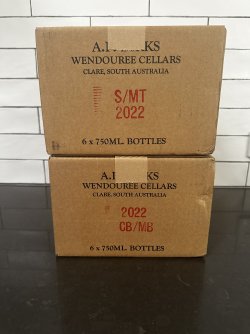 WENDOUREE CELLARS
CLARE, SOUTH AUSTRALIA
S/MT
2022
6 x 750ML. BOTTLES
WENDOUREE CELLARS
CLARE, SOUTH AUSTRALIA
2022
CB/MB
6 x 750ML. BOTTLES